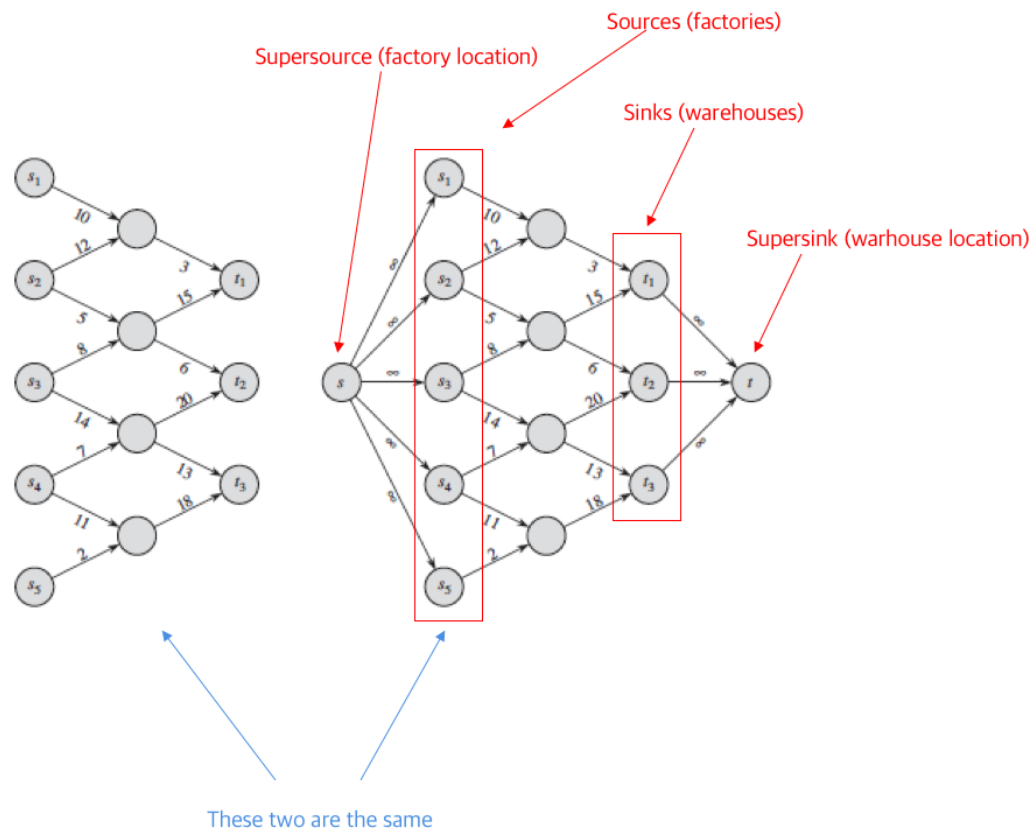 Sources (factories)
Supersource (factory location)
Sinks (warehouses)
Supersink (warhouse location)
s1
10
12
3
s2
t1
5
15
8
6
s3
t2
14
20
7
13
s4
t3
11
18
2
s5
s
∞
∞
∞
∞
∞
s1
10
12
3
s2
t1
5
15
8
6
s3
t2
14
20
7
13
s4
t3
11
18
2
s5
∞
∞
∞
t
These two are the same